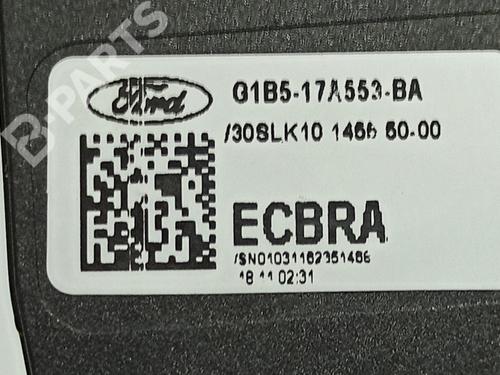 B-PARTS
Ford
G1B5-17A553-BA
/30SLK10 1466 50-00
ECBRA
/SN01031162351466
16 11 02:31